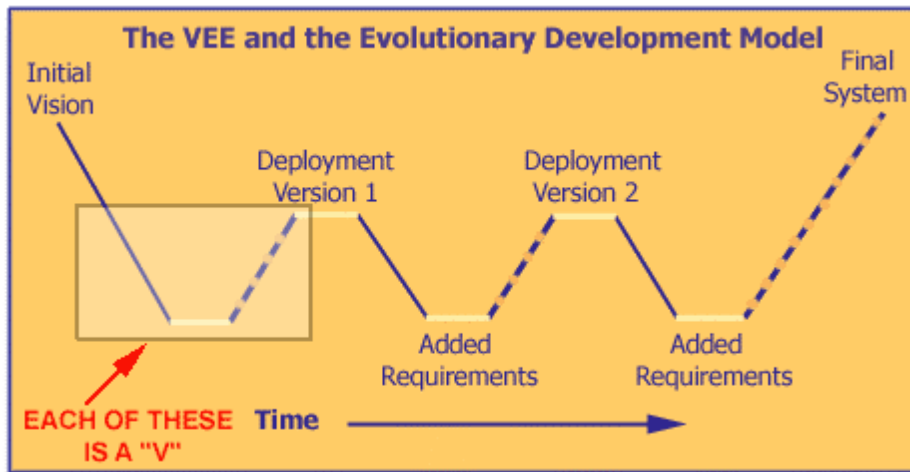 The VEE and the Evolutionary Development Model
Initial
Vision
Final
System
Deployment
Version 1
Deployment
Version 2
Added
Requirements
Added
Requirements
EACH OF THESE
IS A "V"
Time